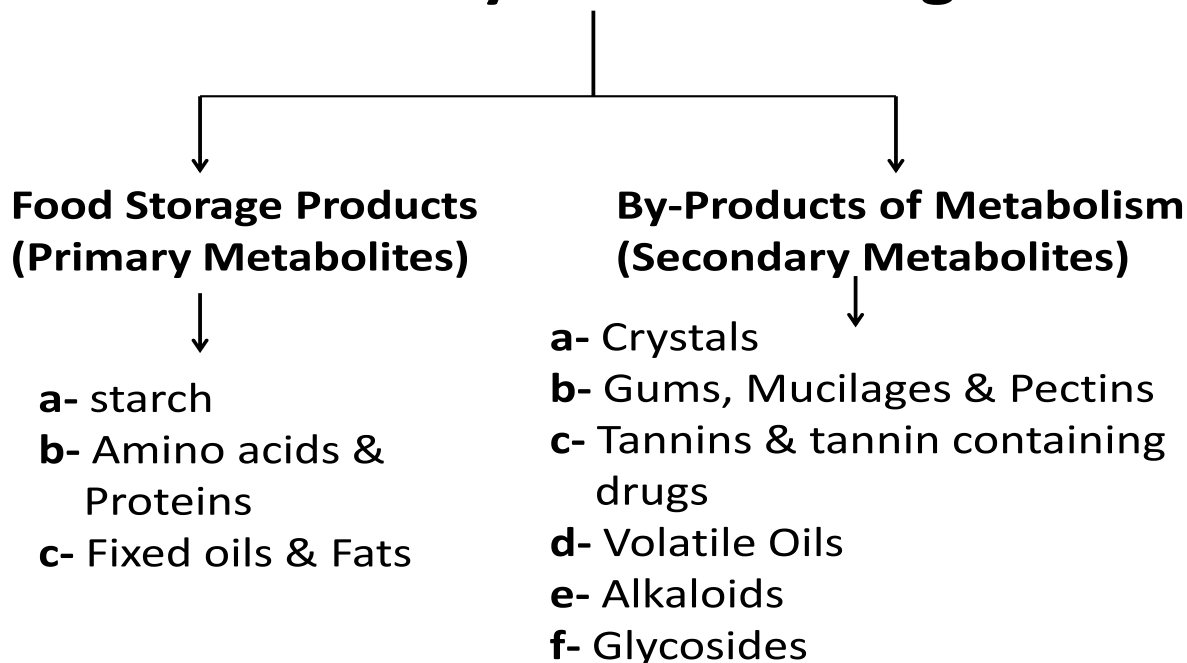 Food Storage Products
(Primary Metabolites)
a- starch
b- Amino acids &
Proteins
c- Fixed oils & Fats
By-Products of Metabolism
(Secondary Metabolites)
a- Crystals
b- Gums, Mucilages & Pectins
c- Tannins & tannin containing
drugs
d- Volatile Oils
e- Alkaloids
f- Glycosides